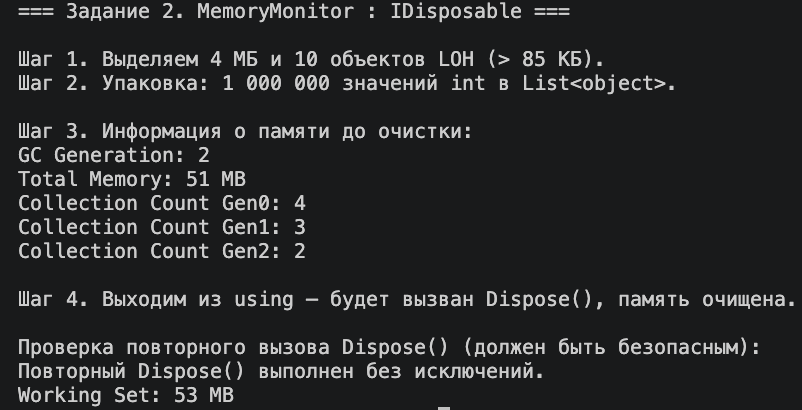 === Задание 2. MemoryMonitor : IDisposable ===
Шаг 1. Выделяем 4 МБ и 10 объектов LOH (> 85 КБ).
Шаг 2. Упаковка: 1 000 000 значений int в List<object>.
Шаг 3. Информация о памяти до очистки:
GC Generation: 2
Total Memory: 51 MB
Collection Count Gen0: 4
Collection Count Gen1: 3
Collection Count Gen2: 2
Шаг 4. Выходим из using — будет вызван Dispose(), память очищена.
Проверка повторного вызова Dispose() (должен быть безопасным):
Повторный Dispose() выполнен без исключений.
Working Set: 53 MB